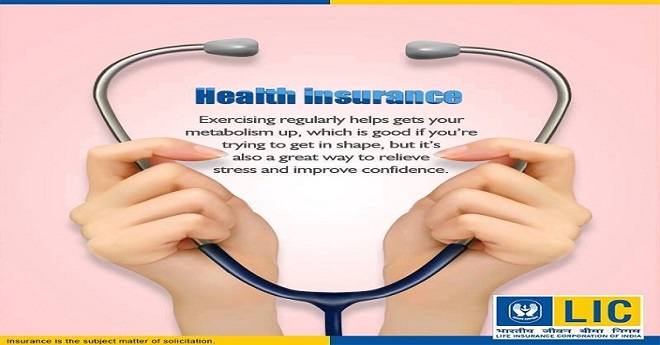 Health insurance
Exercising regularly helps gets your
metabolism up, which is good if you're
trying to get in shape, but it's
also a great way to relieve
stress and improve confidence.
LIC
भारतीय जीवन बीमा निगम
LIFE INSURANCE CORPORATION OF INDIA
Insurance is the subject matter of solicitation.